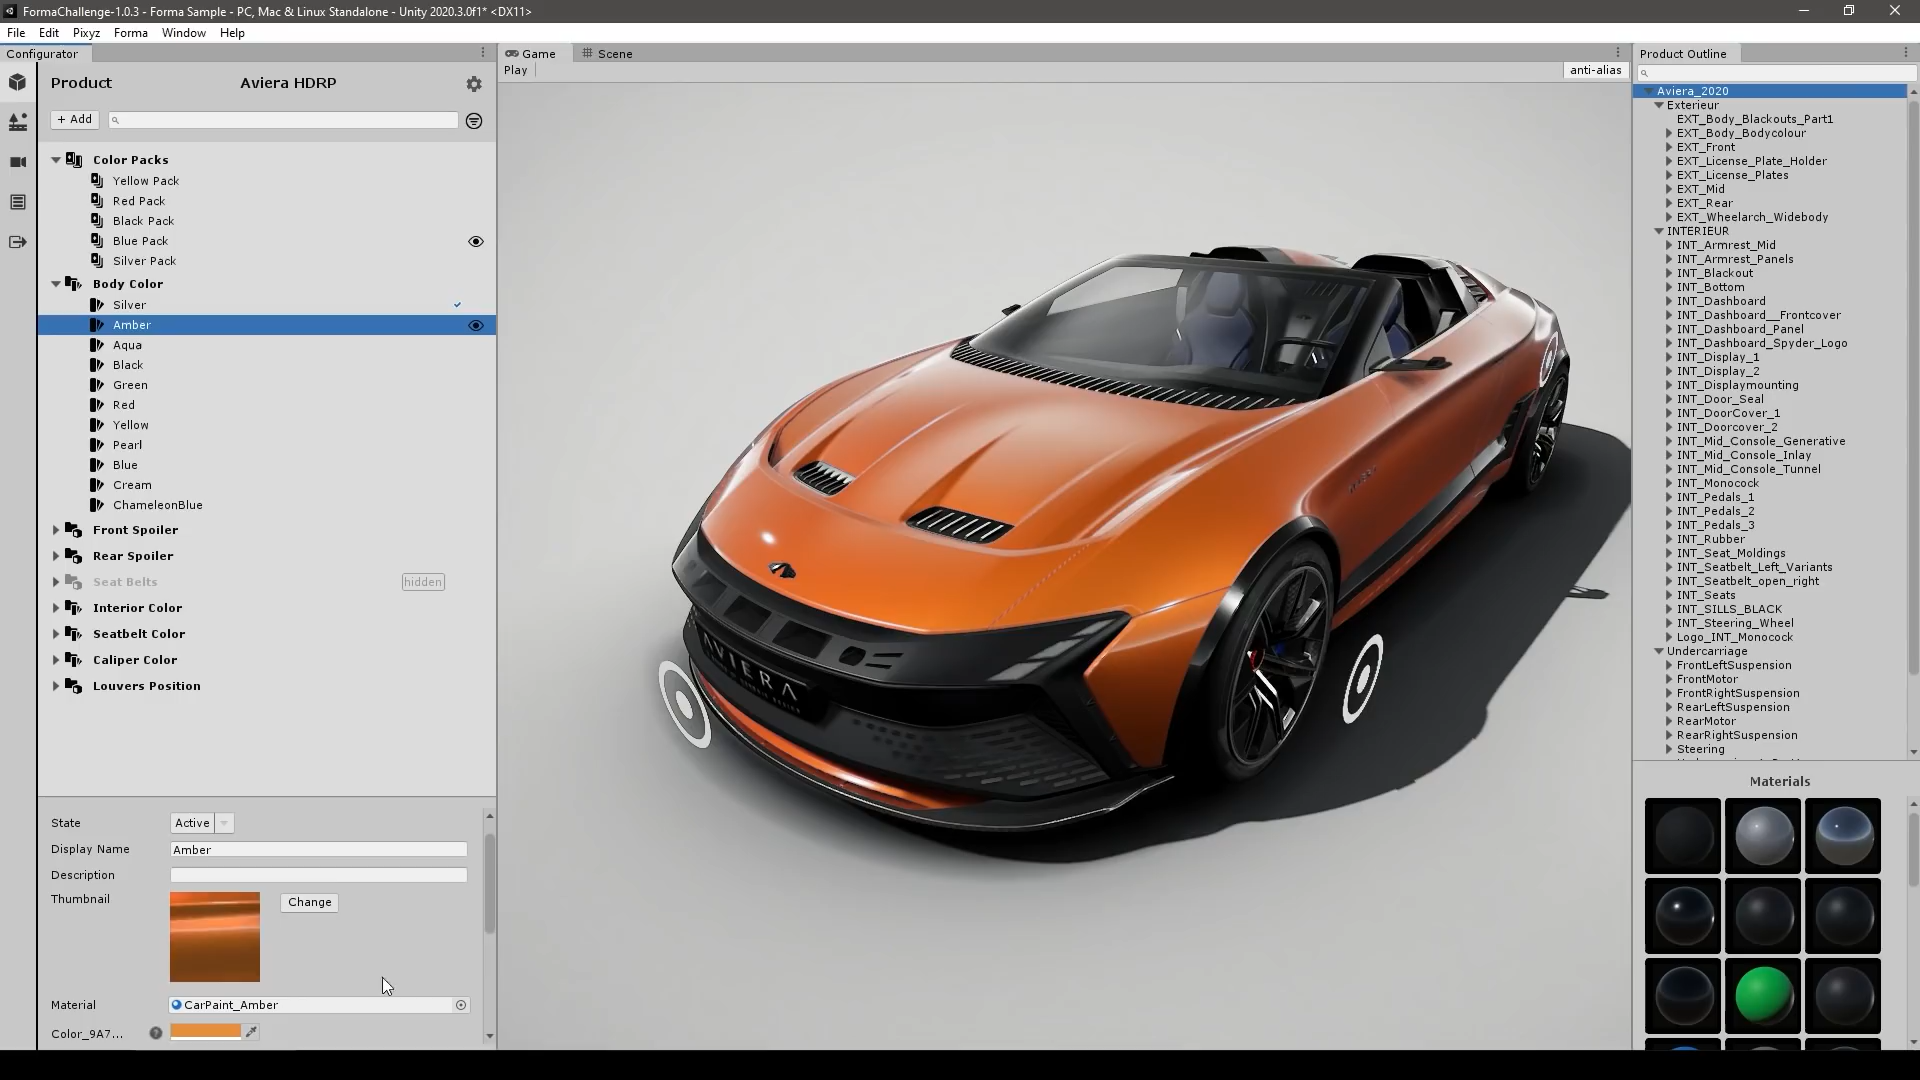 FormaChallenge-1.0.3 - Forma Sample - PC, Mac & Linux Standalone - Unity 2020.3.0f1* <DX11>
File Edit Pixyz Forma Window Help
Configurator
Product
Aviera HDRP
+ Add
Color Packs
Yellow Pack
Red Pack
Black Pack
Blue Pack
Silver Pack
Body Color
Silver
Amber
Aqua
Black
Green
Red
Yellow
Pearl
Blue
Cream
ChameleonBlue
Front Spoiler
Rear Spoiler
Seat Belts hidden
Interior Color
Seatbelt Color
Caliper Color
Louvers Position
State Active
Display Name Amber
Description
Thumbnail Change
Material CarPaint_Amber
Color_9A7...
Game Scene
Play
anti-alias
AVIERA
Product Outline
Aviera_2020
Exterieur
EXT_Body_Blackouts_Part1
EXT_Body_Bodycolour
EXT_Front
EXT_License_Plate_Holder
EXT_License_Plates
EXT_Mid
EXT_Rear
EXT_Wheelarch_Widebody
INTERIEUR
INT_Armrest_Mid
INT_Armrest_Panels
INT_Blackout
INT_Bottom
INT_Dashboard
INT_Dashboard__Frontcover
INT_Dashboard_Panel
INT_Dashboard_Spyder_Logo
INT_Display_1
INT_Display_2
INT_Displaymounting
INT_Door_Seal
INT_DoorCover_1
INT_Doorcover_2
INT_Mid_Console_Generative
INT_Mid_Console_Inlay
INT_Mid_Console_Tunnel
INT_Monocock
INT_Pedals_1
INT_Pedals_2
INT_Pedals_3
INT_Rubber
INT_Seat_Moldings
INT_Seatbelt_Left_Variants
INT_Seatbelt_open_right
INT_Seats
INT_SILLS_BLACK
INT_Steering_Wheel
Logo_INT_Monocock
Undercarriage
FrontLeftSuspension
FrontMotor
FrontRightSuspension
RearLeftSuspension
RearMotor
RearRightSuspension
Steering
Materials